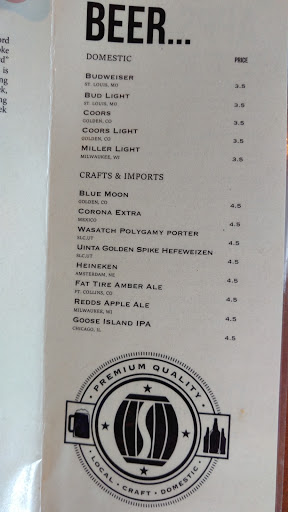 BEER...
DOMESTIC PRICE
BUDWEISER
ST. LOUIS, MO 3.5
BUD LIGHT
ST. LOUIS, MO 3.5
COORS
GOLDEN, CO 3.5
COORS LIGHT
GOLDEN, CO 3.5
MILLER LIGHT
MILWAUKEE, WI 3.5
CRAFTS & IMPORTS
BLUE MOON
GOLDEN, CO 4.5
CORONA EXTRA
MEXICO 4.5
WASATCH POLYGAMY PORTER
SLC,UT 4.5
UINTA GOLDEN SPIKE HEFEWEIZEN
SLC,UT 4.5
HEINEKEN
AMSTERDAM, NE 4.5
FAT TIRE AMBER ALE
FT. COLLINS, CO 4.5
REDDS APPLE ALE
MILWAUKEE, WI 4.5
GOOSE ISLAND IPA
CHICAGO, IL 4.5
PREMIUM QUALITY
LOCAL · CRAFT · DOMESTIC